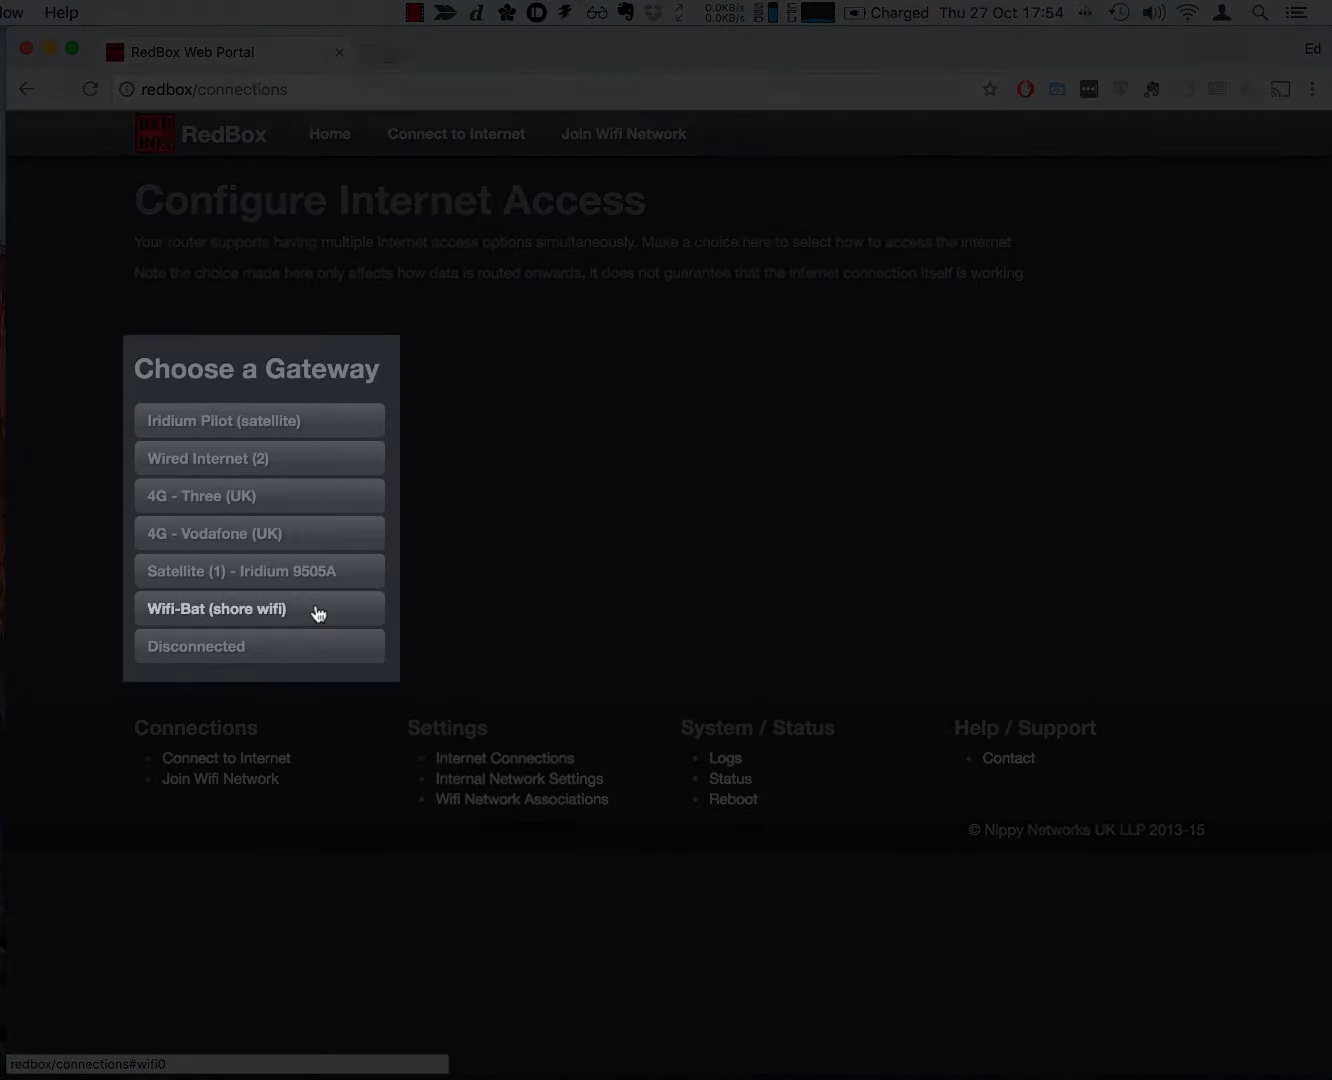 low Help 0.0KB/s 0.0KB/s Charged Thu 27 Oct 17:54
RedBox Web Portal Ed
redbox/connections
RED BOX RedBox Home Connect to Internet Join Wifi Network
Configure Internet Access
Your router supports having multiple internet access options simultaneously. Make a choice here to select how to access the internet
Note the choice made here only affects how data is routed onwards, it does not guarantee that the internet connection itself is working
Choose a Gateway
Iridium Pilot (satellite)
Wired Internet (2)
4G - Three (UK)
4G - Vodafone (UK)
Satellite (1) - Iridium 9505A
Wifi-Bat (shore wifi)
Disconnected
Connections
Connect to Internet
Join Wifi Network
Settings
Internet Connections
Internal Network Settings
Wifi Network Associations
System / Status
Logs
Status
Reboot
Help / Support
Contact
© Nippy Networks UK LLP 2013-15
redbox/connections#wifi0